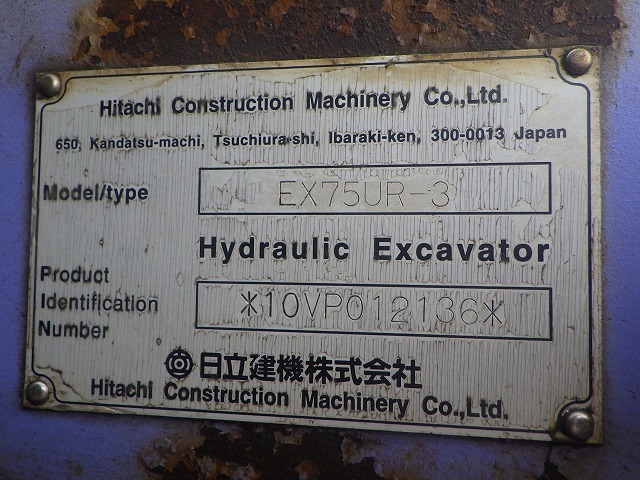 Hitachi Construction Machinery Co.,Ltd.
650, Kandatsu-machi, Tsuchiura-shi, Ibaraki-ken, 300-0013 Japan
Model/type EX75UR-3
Hydraulic Excavator
Product
Identification
Number
*10VP012136*
日立建機株式会社
Hitachi Construction Machinery Co.,Ltd.